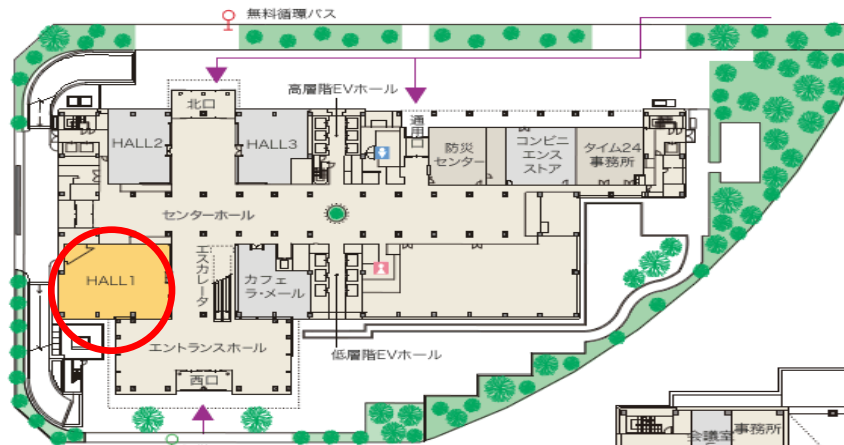 無料循環バス
高層階EVホール
北口
通用口
HALL2
HALL3
防災
センター
コンビニ
エンス
ストア
タイム24
事務所
センターホール
エスカレータ
HALL1
カフェ
ラ・メール
エントランスホール
低層階EVホール
西口
会議室
事務所